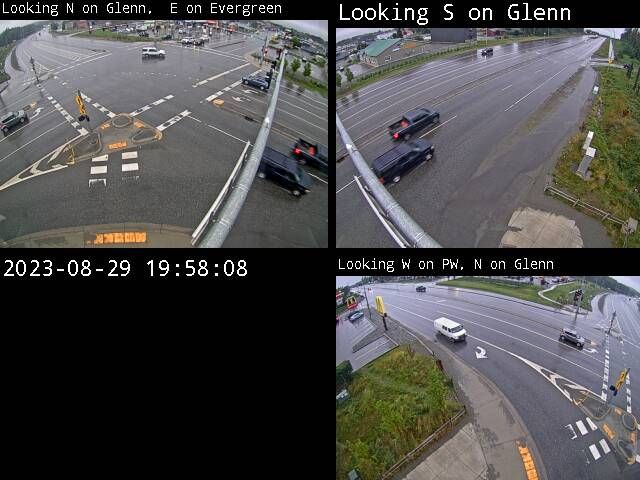 Looking N on Glenn,  E on Evergreen
Looking S on Glenn
2023-08-29 19:58:08
Looking W on PW, N on Glenn